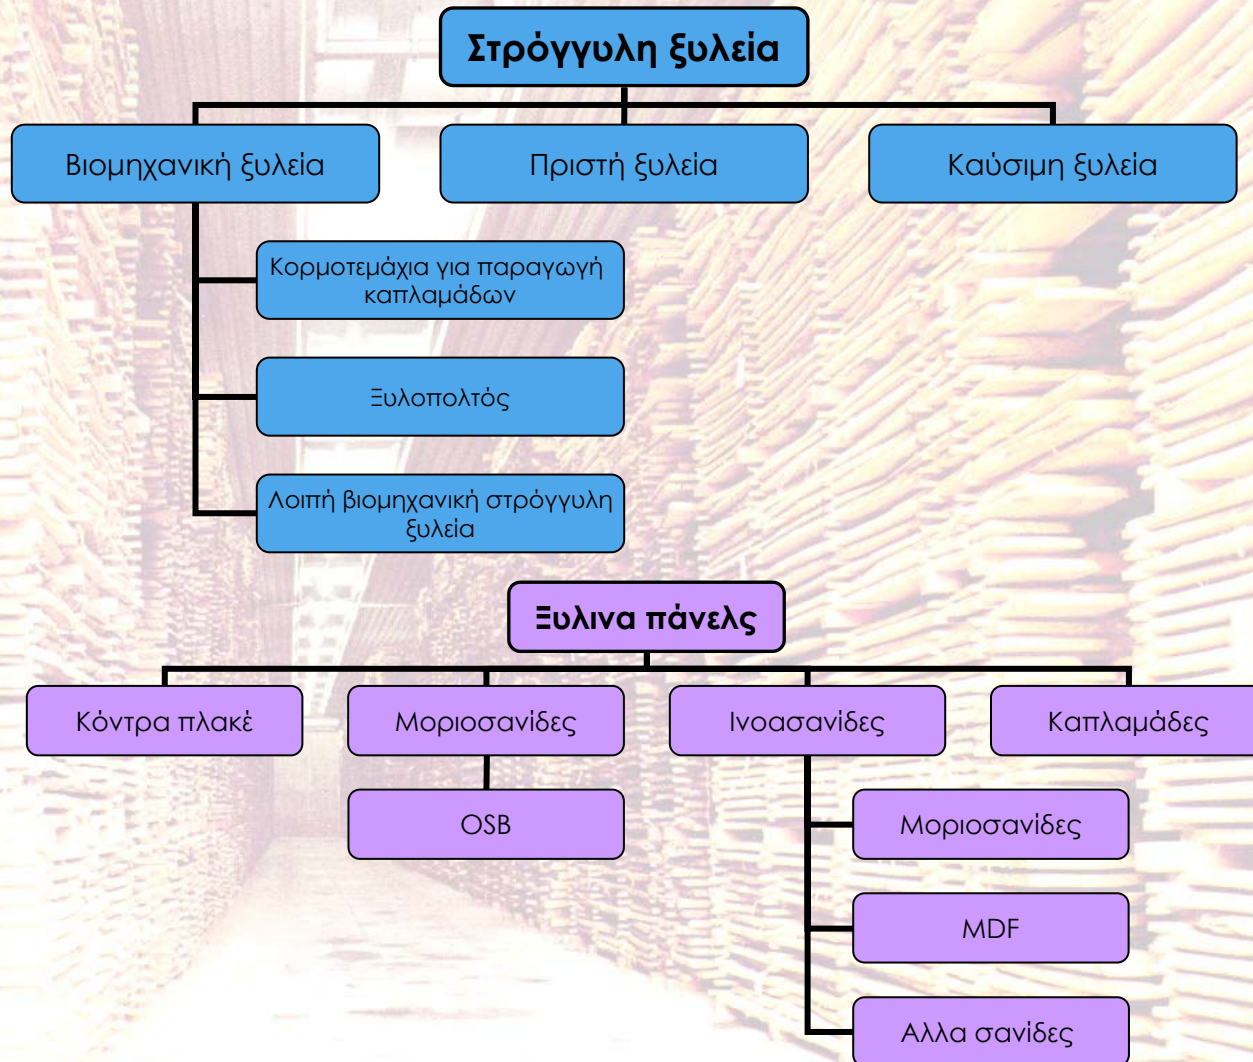 Στρόγγυλη ξυλεία
Βιομηχανική ξυλεία
Πριστή ξυλεία
Καύσιμη ξυλεία
Κορμοτεμάχια για παραγωγή
καπλαμάδων
Ξυλοπολτός
Λοιπή βιομηχανική στρόγγυλη
ξυλεία
Ξυλινα πάνελς
Κόντρα πλακέ
Μοριοσανίδες
Ινοασανίδες
Καπλαμάδες
OSB
Μοριοσανίδες
MDF
Αλλα σανίδες